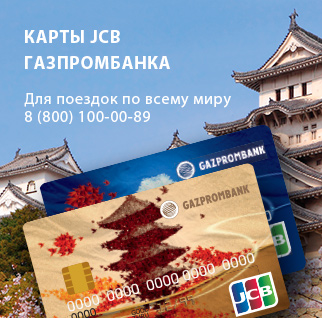 КАРТЫ JCB
ГАЗПРОМБАНКА
Для поездок по всему миру
8 (800) 100-00-89
GAZPROMBANK
GAZPROMBANK
0000 0000 0000 0000 0000
JCB